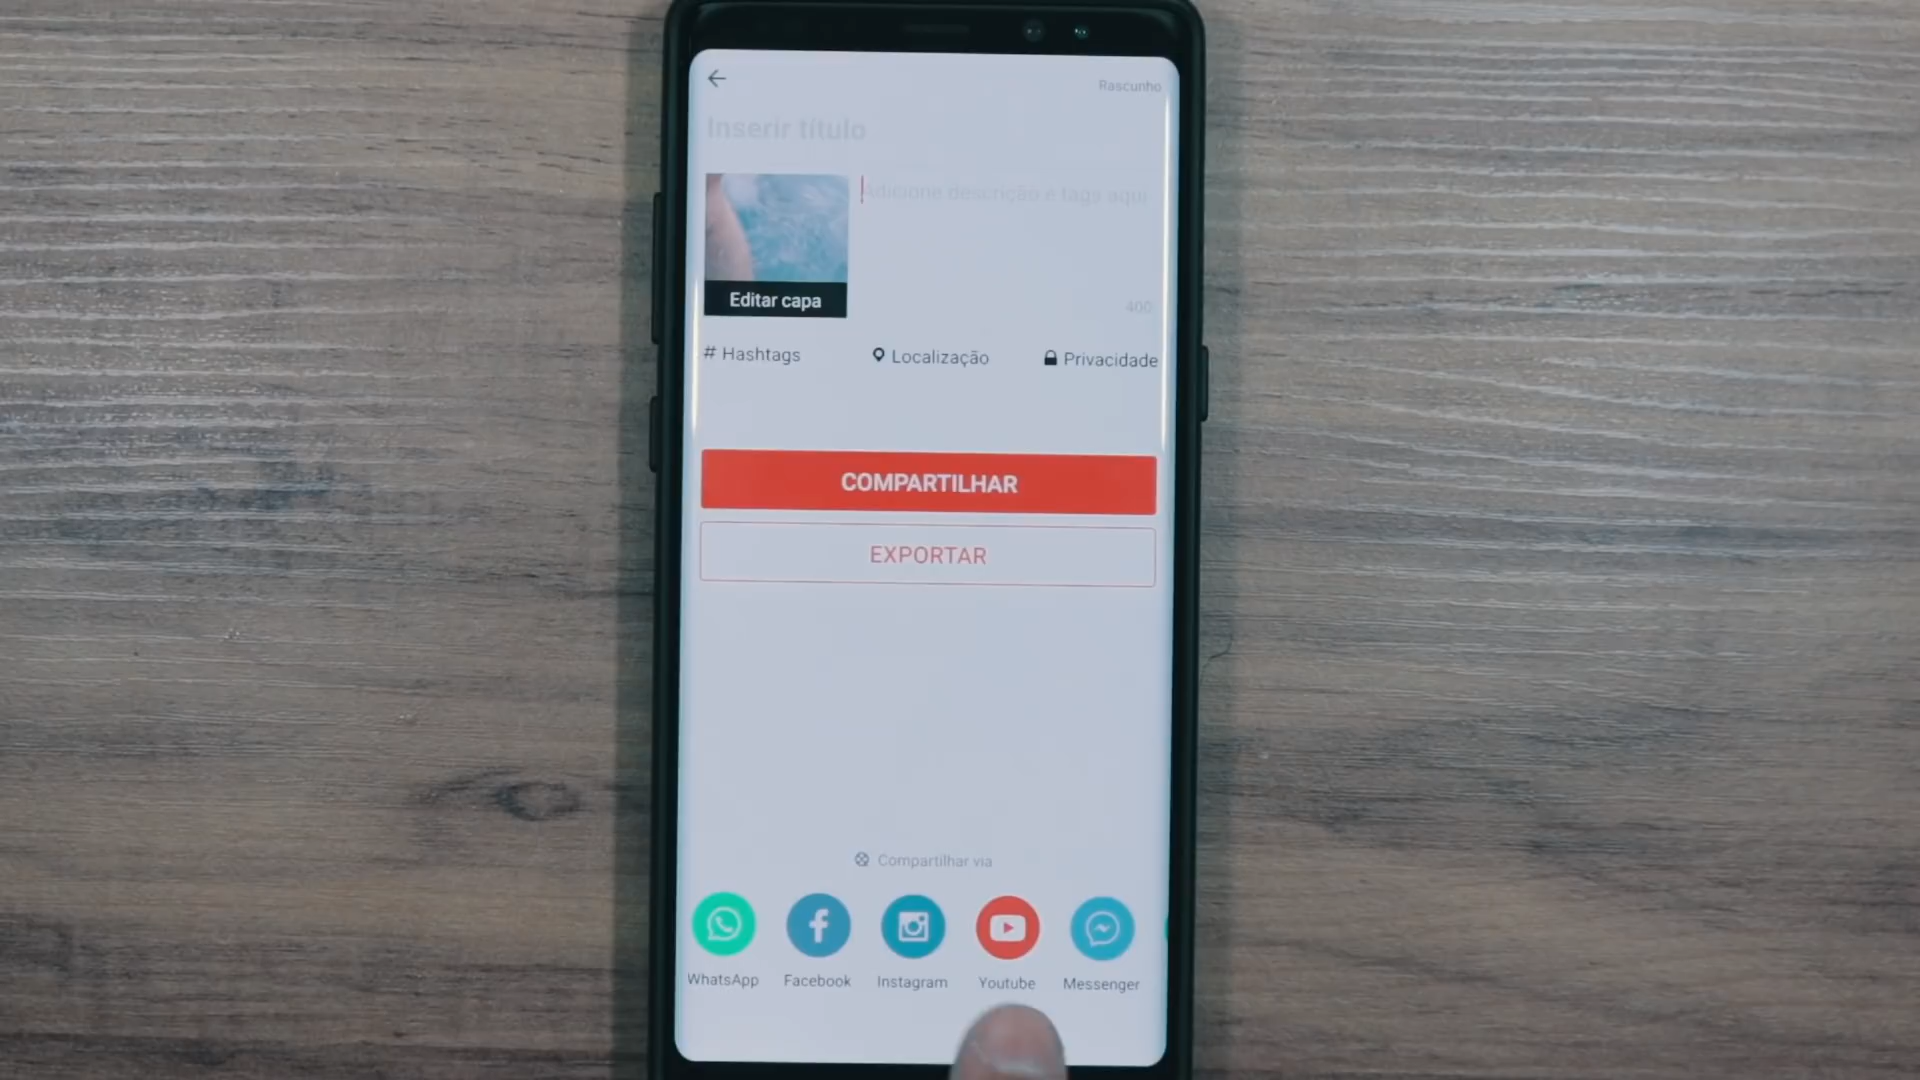 Rascunho
Inserir título
Adicione descrição e tags aqui
Editar capa
400
# Hashtags
Localização
Privacidade
COMPARTILHAR
EXPORTAR
Compartilhar via
WhatsApp
Facebook
Instagram
Youtube
Messenger